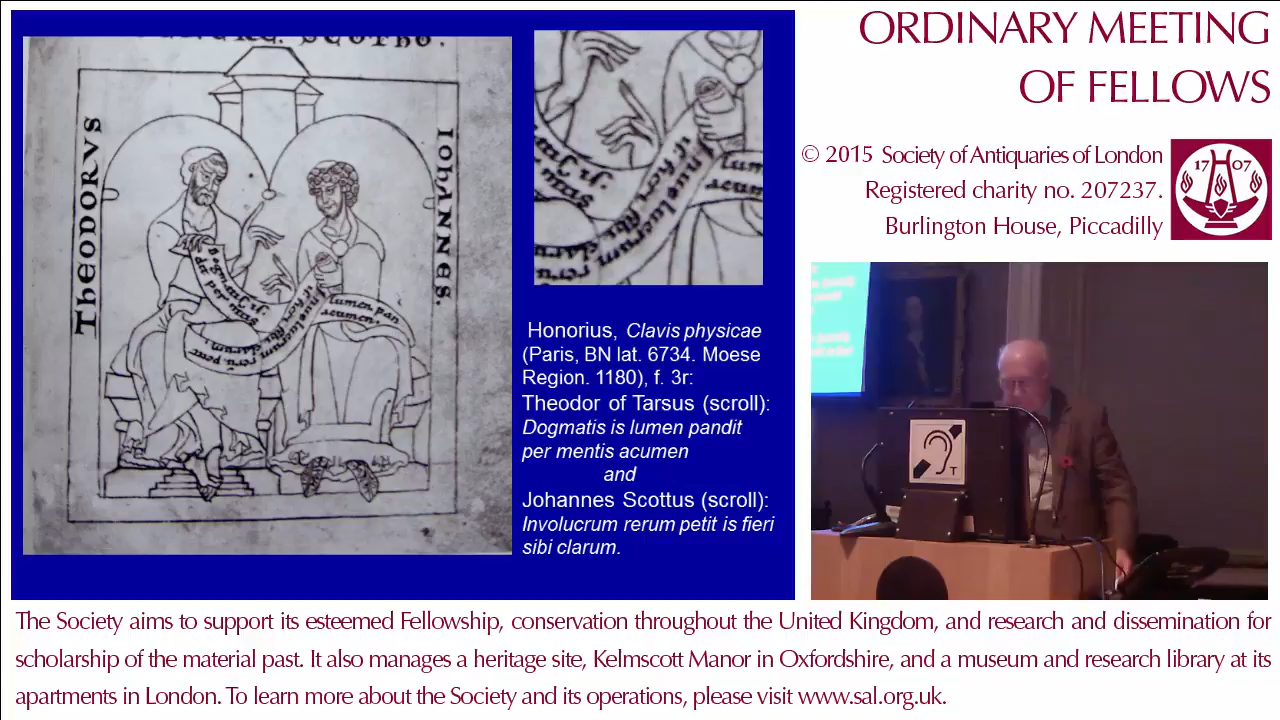 ORDINARY MEETING
OF FELLOWS
© 2015 Society of Antiquaries of London
Registered charity no. 207237.
Burlington House, Piccadilly
17 07
THEODORVS
IOHANNES.
lumen pan
acumen
Honorius, Clavis physicae
(Paris, BN lat. 6734. Moese
Region. 1180), f. 3r:
Theodor of Tarsus (scroll):
Dogmatis is lumen pandit
per mentis acumen
and
Johannes Scottus (scroll):
Involucrum rerum petit is fieri
sibi clarum.
T
The Society aims to support its esteemed Fellowship, conservation throughout the United Kingdom, and research and dissemination for
scholarship of the material past. It also manages a heritage site, Kelmscott Manor in Oxfordshire, and a museum and research library at its
apartments in London. To learn more about the Society and its operations, please visit www.sal.org.uk.